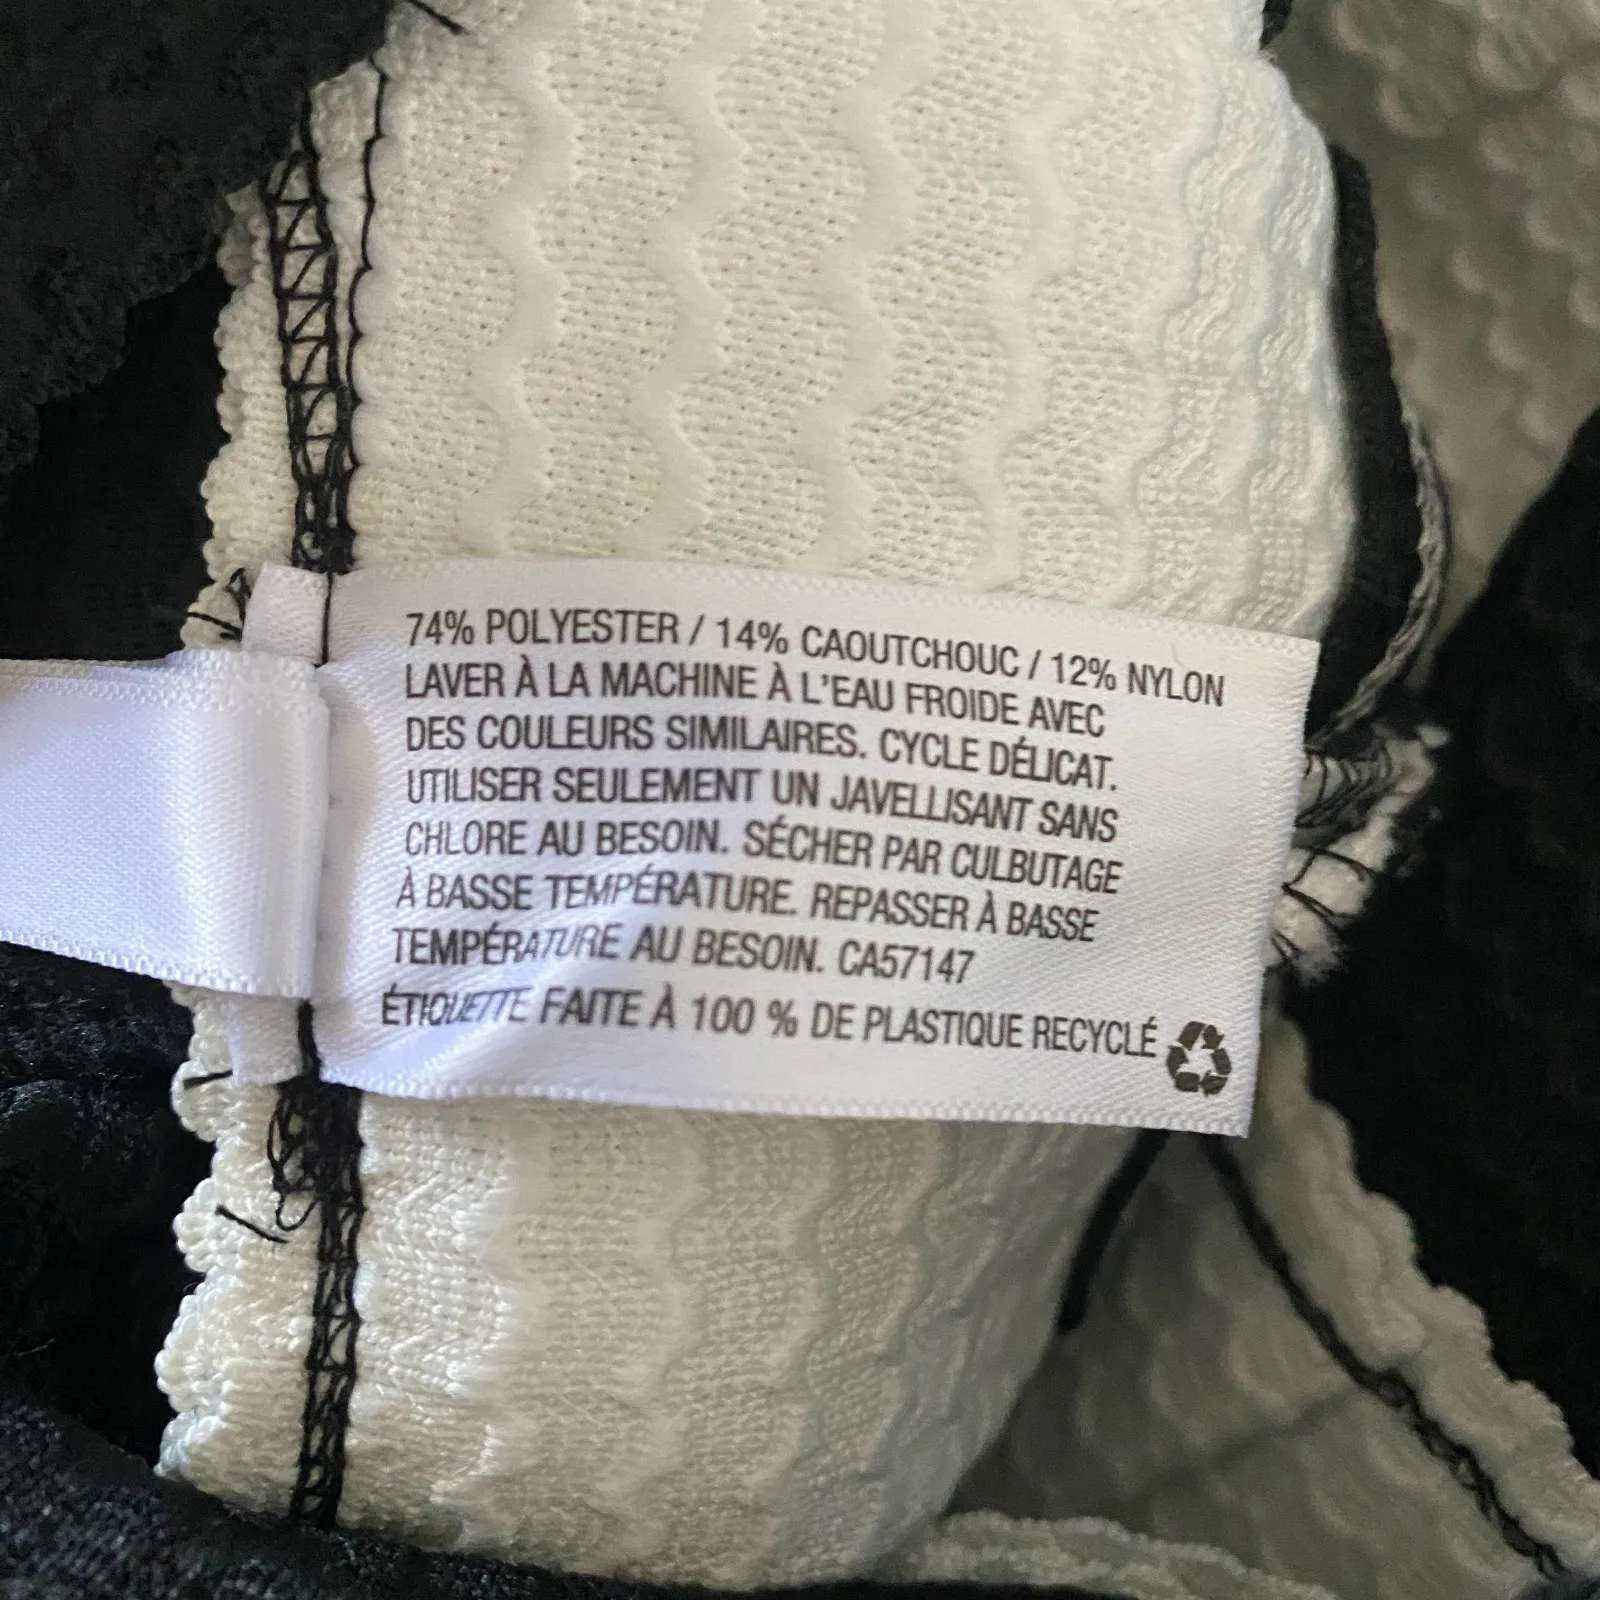 74% POLYESTER / 14% CAOUTCHOUC / 12% NYLON
LAVER À LA MACHINE À L'EAU FROIDE AVEC
DES COULEURS SIMILAIRES. CYCLE DÉLICAT.
UTILISER SEULEMENT UN JAVELLISANT SANS
CHLORE AU BESOIN. SÉCHER PAR CULBUTAGE
À BASSE TEMPÉRATURE. REPASSER À BASSE
TEMPÉRATURE AU BESOIN. CA57147
ÉTIQUETTE FAITE À 100 % DE PLASTIQUE RECYCLÉ